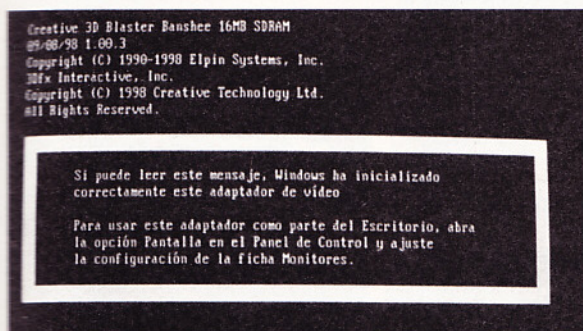 Creative 3D Blaster Banshee 16MB SDRAM
09/08/98 1.00.3
Copyright (C) 1990-1998 Elpin Systems, Inc.
3Dfx Interactive, Inc.
Copyright (C) 1998 Creative Technology Ltd.
All Rights Reserved.
Si puede leer este mensaje, Windows ha inicializado
correctamente este adaptador de vídeo
Para usar este adaptador como parte del Escritorio, abra
la opción Pantalla en el Panel de Control y ajuste
la configuración de la ficha Monitores.